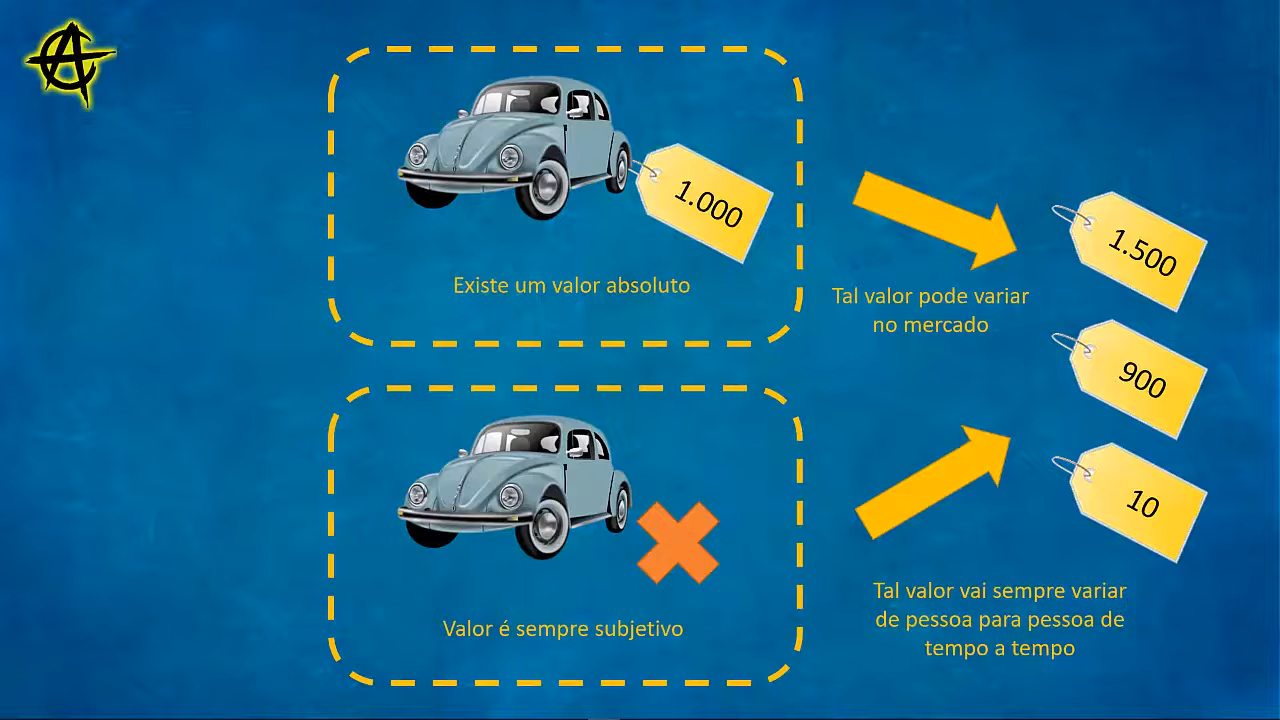 1.000
Existe um valor absoluto
Tal valor pode variar
no mercado
1.500
900
10
Valor é sempre subjetivo
Tal valor vai sempre variar
de pessoa para pessoa de
tempo a tempo